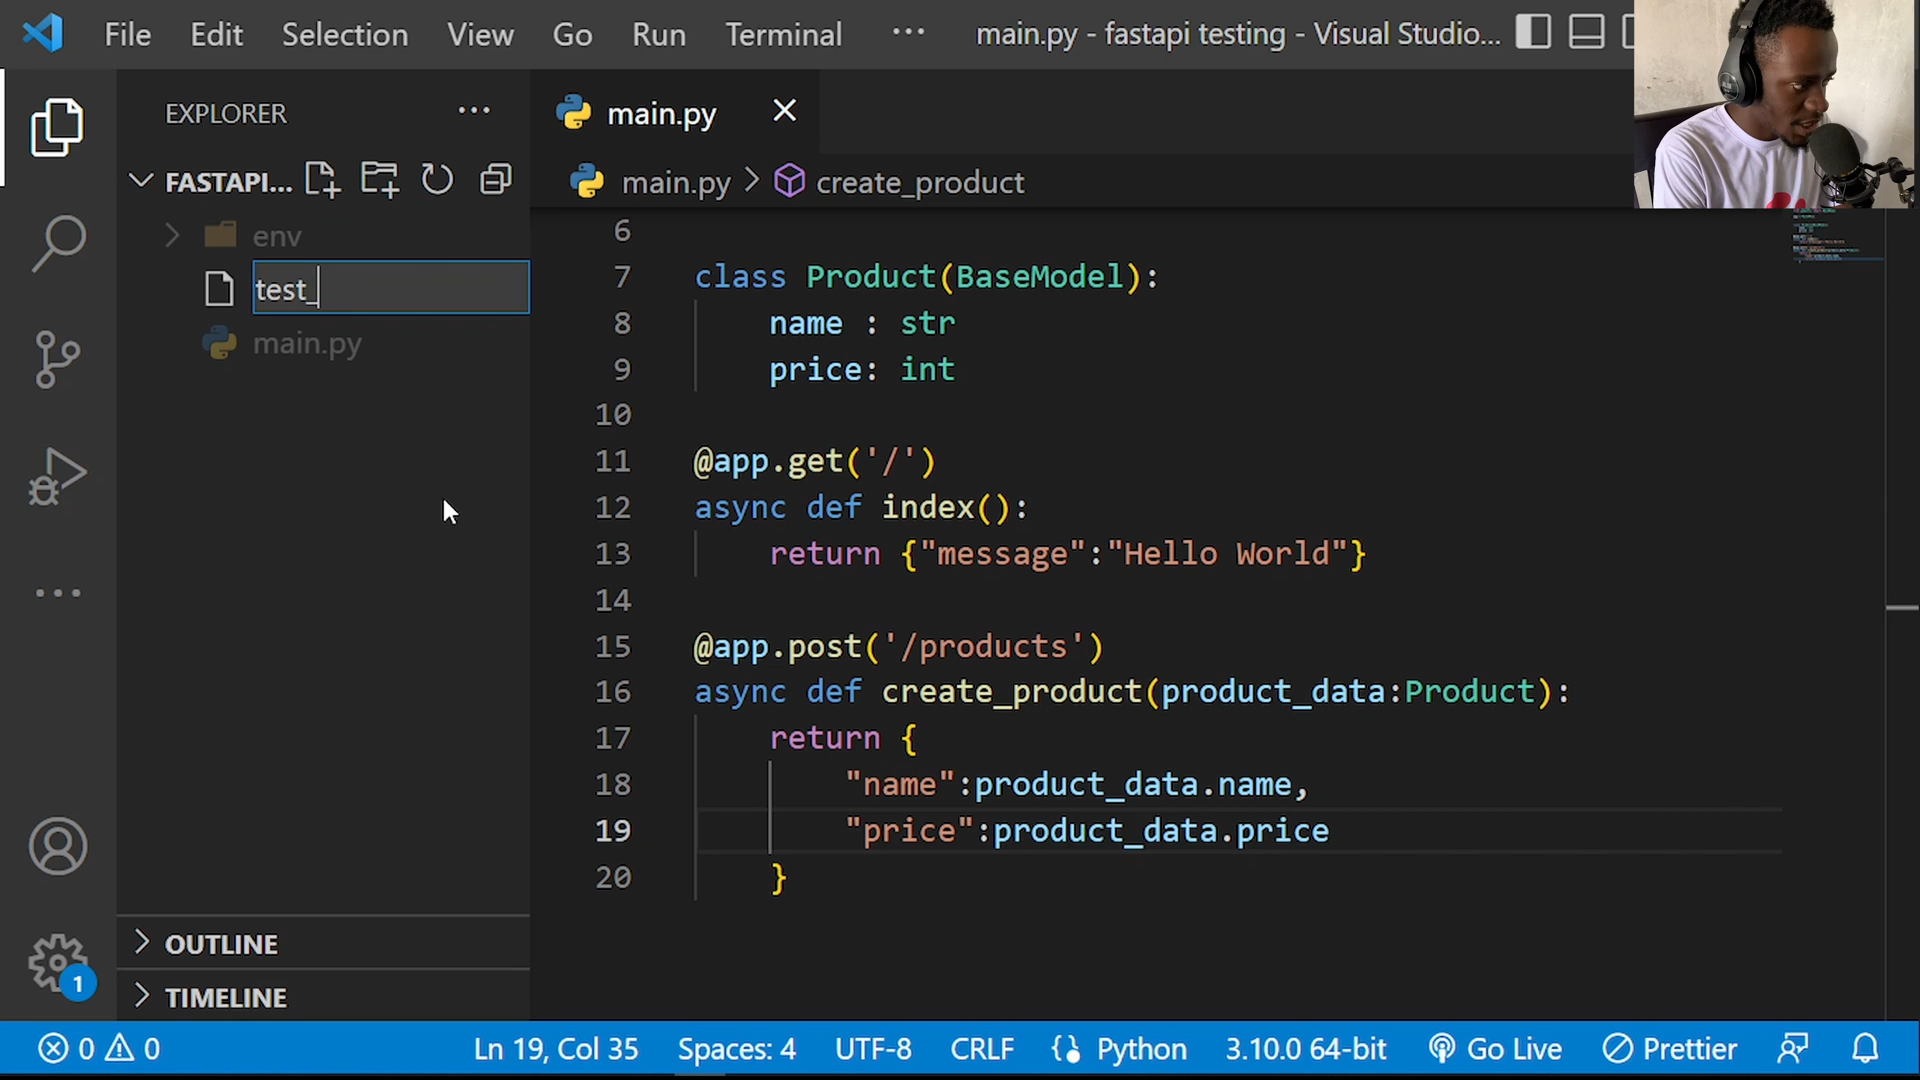 File Edit Selection View Go Run Terminal ··· main.py - fastapi testing - Visual Studio...
EXPLORER ···
FASTAPI...
env
test_
main.py
main.py
main.py > create_product
6
7 class Product(BaseModel):
8 name : str
9 price: int
10
11 @app.get('/')
12 async def index():
13 return {"message":"Hello World"}
14
15 @app.post('/products')
16 async def create_product(product_data:Product):
17 return {
18 "name":product_data.name,
19 "price":product_data.price
20 }
OUTLINE
TIMELINE
1
0 0 Ln 19, Col 35 Spaces: 4 UTF-8 CRLF Python 3.10.0 64-bit Go Live Prettier